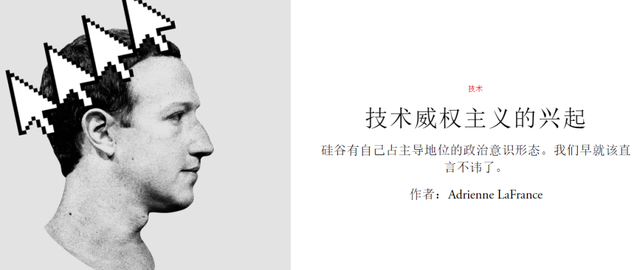 技术
技术威权主义的兴起
硅谷有自己占主导地位的政治意识形态。我们早就该直
言不讳了。
作者：Adrienne LaFrance